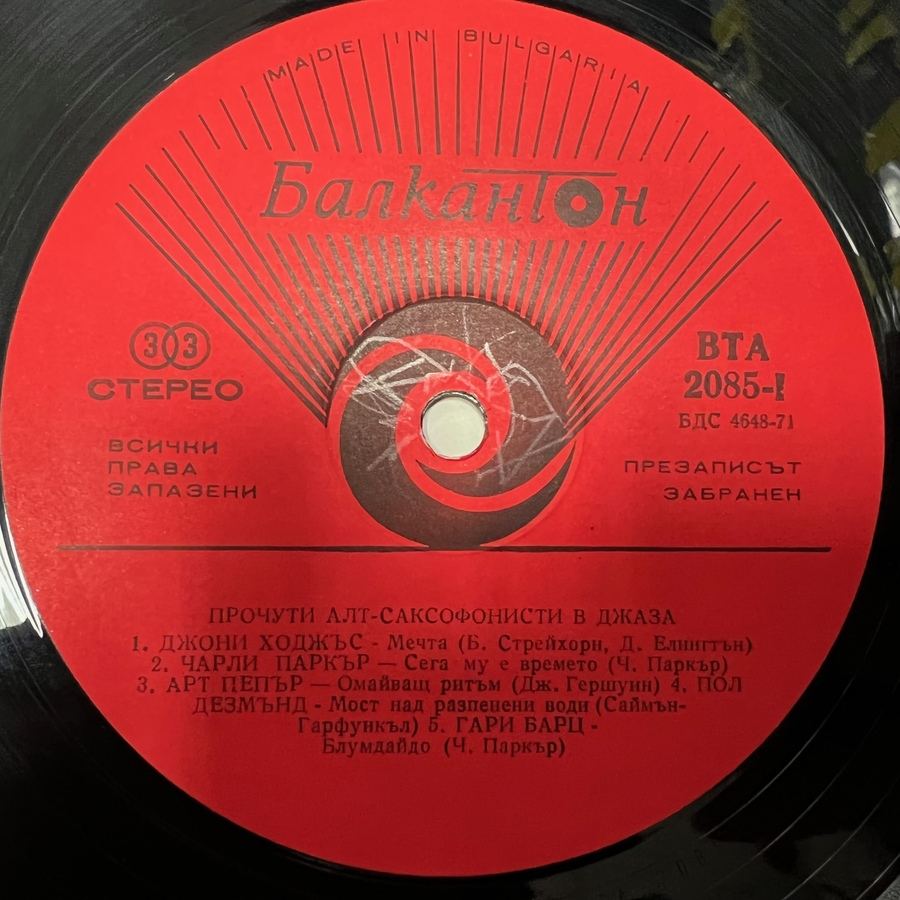 MADE IN BULGARIA
Балкантон
33
СТЕРЕО
ВСИЧКИ
ПРАВА
ЗАПАЗЕНИ
ВТА
2085-I
БДС 4648-71
ПРЕЗАПИСЪТ
ЗАБРАНЕН
ПРОЧУТИ АЛТ-САКСОФОНИСТИ В ДЖАЗА
1. ДЖОНИ ХОДЖЪС - Мечта (Б. Стрейхорн, Д. Елингтън)
2. ЧАРЛИ ПАРКЪР — Сега му е времето (Ч. Паркър)
3. АРТ ПЕПЪР — Омайващ ритъм (Дж. Гершуин) 4. ПОЛ
ДЕЗМЪНД - Мост над разпенени води (Саймън-
Гарфункъл) 5. ГАРИ БАРЦ -
Блумдайдо (Ч. Паркър)